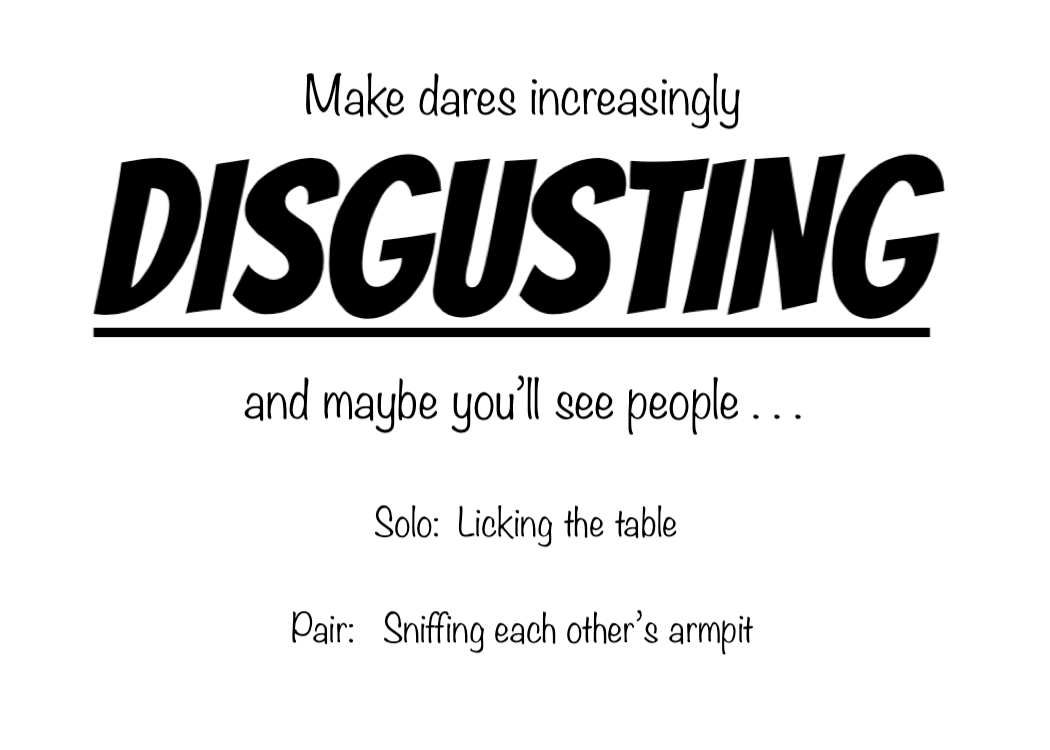 Make dares increasingly
DISGUSTING
and maybe you’ll see people . . .
Solo: Licking the table
Pair: Sniffing each other’s armpit